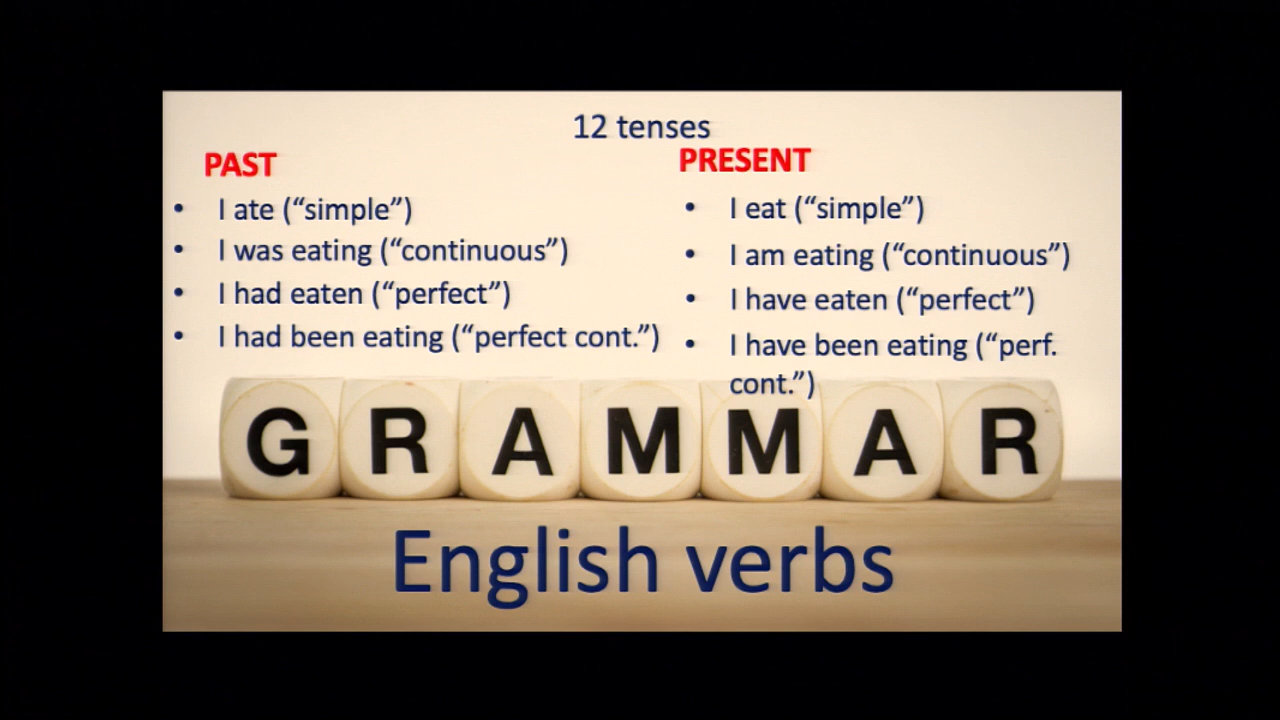 12 tenses
PAST
• I ate (“simple”)
• I was eating (“continuous”)
• I had eaten (“perfect”)
• I had been eating (“perfect cont.”)
PRESENT
• I eat (“simple”)
• I am eating (“continuous”)
• I have eaten (“perfect”)
• I have been eating (“perf.
cont.”)
GRAMMAR
English verbs